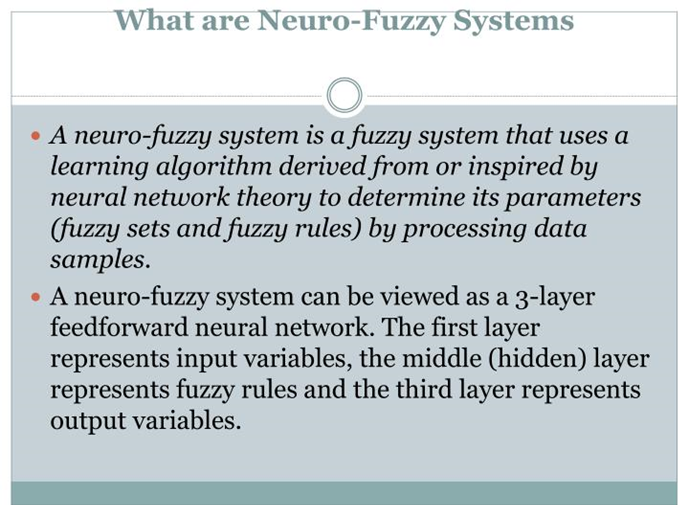 What are Neuro-Fuzzy Systems
• A neuro-fuzzy system is a fuzzy system that uses a
learning algorithm derived from or inspired by
neural network theory to determine its parameters
(fuzzy sets and fuzzy rules) by processing data
samples.
• A neuro-fuzzy system can be viewed as a 3-layer
feedforward neural network. The first layer
represents input variables, the middle (hidden) layer
represents fuzzy rules and the third layer represents
output variables.